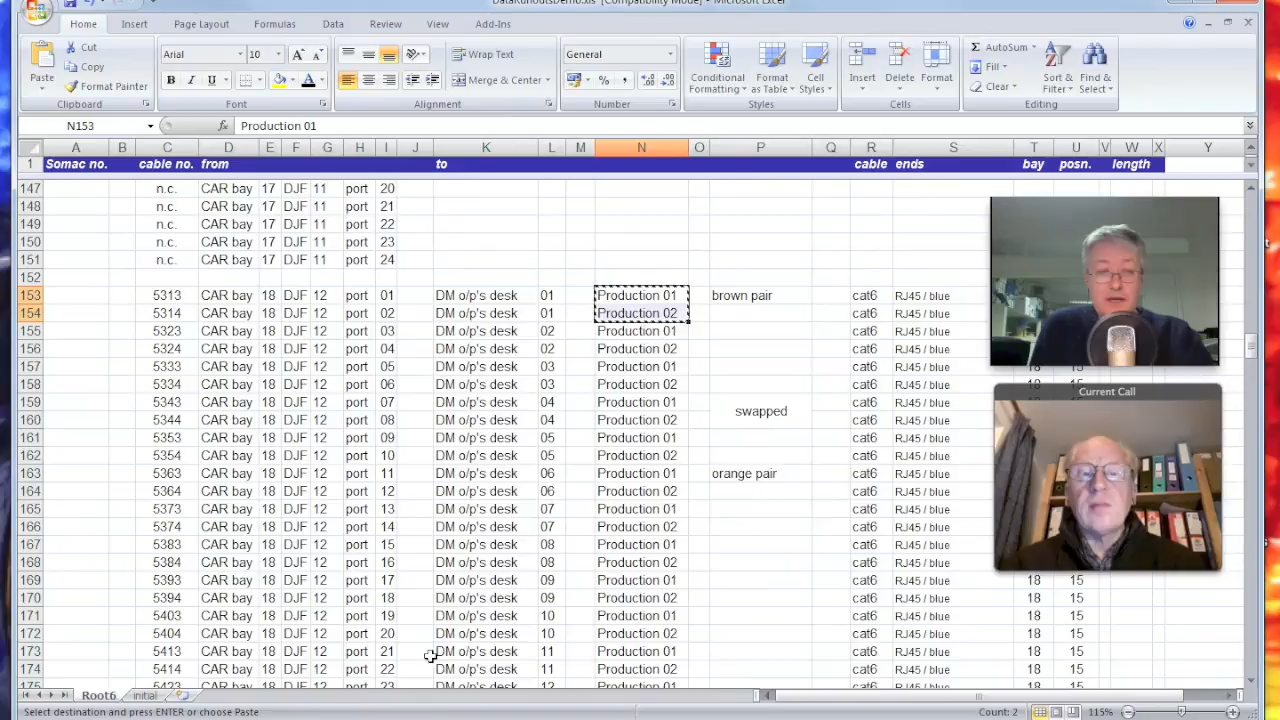 DataRunoutsDemo.xls [Compatibility Mode] - Microsoft Excel
Home Insert Page Layout Formulas Data Review View Add-Ins
Cut Arial 10 Wrap Text General AutoSum
Copy Fill
Paste Format Painter Merge & Center Conditional Formatting Format as Table Cell Styles Insert Delete Format Clear Sort & Filter Find & Select
Clipboard Font Alignment Number Styles Cells Editing
N153 fx Production 01
A B C D E F G H I J K L M N O P Q R S T U V W X Y
1 Somac no. cable no. from to cable ends bay posn. length
147 n.c. CAR bay 17 DJF 11 port 20
148 n.c. CAR bay 17 DJF 11 port 21
149 n.c. CAR bay 17 DJF 11 port 22
150 n.c. CAR bay 17 DJF 11 port 23
151 n.c. CAR bay 17 DJF 11 port 24
152
153 5313 CAR bay 18 DJF 12 port 01 DM o/p's desk 01 Production 01 brown pair cat6 RJ45 / blue
154 5314 CAR bay 18 DJF 12 port 02 DM o/p's desk 01 Production 02 cat6 RJ45 / blue
155 5323 CAR bay 18 DJF 12 port 03 DM o/p's desk 02 Production 01 cat6 RJ45 / blue
156 5324 CAR bay 18 DJF 12 port 04 DM o/p's desk 02 Production 02 cat6 RJ45 / blue
157 5333 CAR bay 18 DJF 12 port 05 DM o/p's desk 03 Production 01 cat6 RJ45 / blue 18 15
158 5334 CAR bay 18 DJF 12 port 06 DM o/p's desk 03 Production 02 cat6 RJ45 / blue 18 15
Current Call
159 5343 CAR bay 18 DJF 12 port 07 DM o/p's desk 04 Production 01 cat6 RJ45 / blue
swapped
160 5344 CAR bay 18 DJF 12 port 08 DM o/p's desk 04 Production 02 cat6 RJ45 / blue
161 5353 CAR bay 18 DJF 12 port 09 DM o/p's desk 05 Production 01 cat6 RJ45 / blue
162 5354 CAR bay 18 DJF 12 port 10 DM o/p's desk 05 Production 02 cat6 RJ45 / blue
163 5363 CAR bay 18 DJF 12 port 11 DM o/p's desk 06 Production 01 orange pair cat6 RJ45 / blue
164 5364 CAR bay 18 DJF 12 port 12 DM o/p's desk 06 Production 02 cat6 RJ45 / blue
165 5373 CAR bay 18 DJF 12 port 13 DM o/p's desk 07 Production 01 cat6 RJ45 / blue
166 5374 CAR bay 18 DJF 12 port 14 DM o/p's desk 07 Production 02 cat6 RJ45 / blue
167 5383 CAR bay 18 DJF 12 port 15 DM o/p's desk 08 Production 01 cat6 RJ45 / blue
168 5384 CAR bay 18 DJF 12 port 16 DM o/p's desk 08 Production 02 cat6 RJ45 / blue
169 5393 CAR bay 18 DJF 12 port 17 DM o/p's desk 09 Production 01 cat6 RJ45 / blue 18 15
170 5394 CAR bay 18 DJF 12 port 18 DM o/p's desk 09 Production 02 cat6 RJ45 / blue 18 15
171 5403 CAR bay 18 DJF 12 port 19 DM o/p's desk 10 Production 01 cat6 RJ45 / blue 18 15
172 5404 CAR bay 18 DJF 12 port 20 DM o/p's desk 10 Production 02 cat6 RJ45 / blue 18 15
173 5413 CAR bay 18 DJF 12 port 21 DM o/p's desk 11 Production 01 cat6 RJ45 / blue 18 15
174 5414 CAR bay 18 DJF 12 port 22 DM o/p's desk 11 Production 02 cat6 RJ45 / blue 18 15
175 5423 CAR bay 18 DJF 12 port 23 DM o/p's desk 12 Production 01 cat6 RJ45 / blue 18 15
Root6 initial
Select destination and press ENTER or choose Paste Count: 2 115%